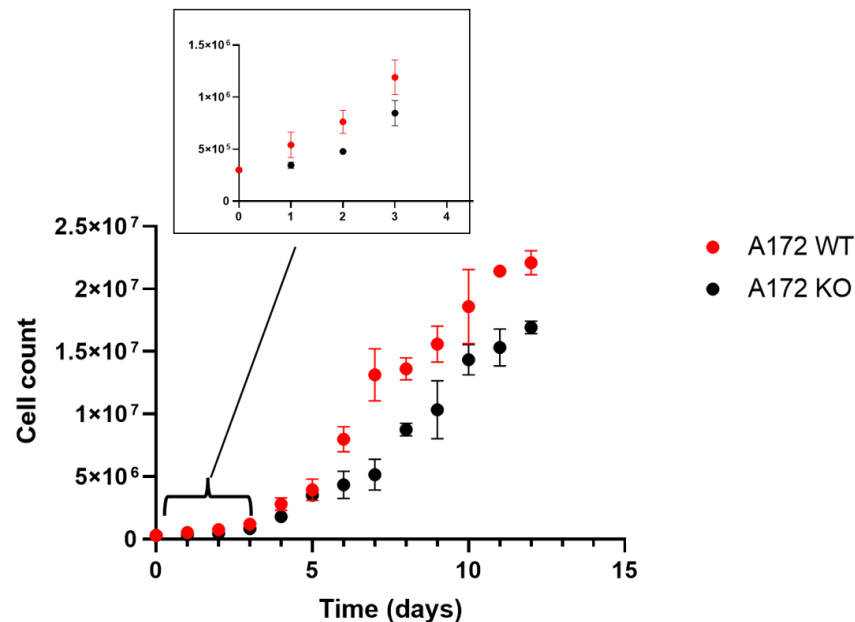 1.5×10⁶
1×10⁶
5×10⁵
0
0 1 2 3 4
2.5×10⁷
2×10⁷
1.5×10⁷
1×10⁷
5×10⁶
0
0 5 10 15
Cell count
Time (days)
A172 WT
A172 KO